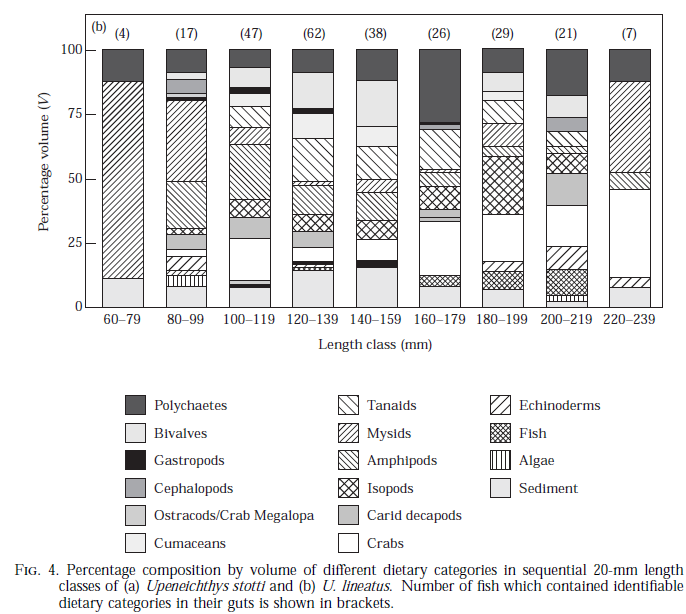 (b) (4) (17) (47) (62) (38) (26) (29) (21) (7)
100
75
50
25
0
Percentage volume (V)
60–79 80–99 100–119 120–139 140–159 160–179 180–199 200–219 220–239
Length class (mm)
Polychaetes Tanaids Echinoderms
Bivalves Mysids Fish
Gastropods Amphipods Algae
Cephalopods Isopods Sediment
Ostracods/Crab Megalopa Carid decapods
Cumaceans Crabs
FIG. 4. Percentage composition by volume of different dietary categories in sequential 20-mm length
classes of (a) Upeneichthys stotti and (b) U. lineatus. Number of fish which contained identifiable
dietary categories in their guts is shown in brackets.